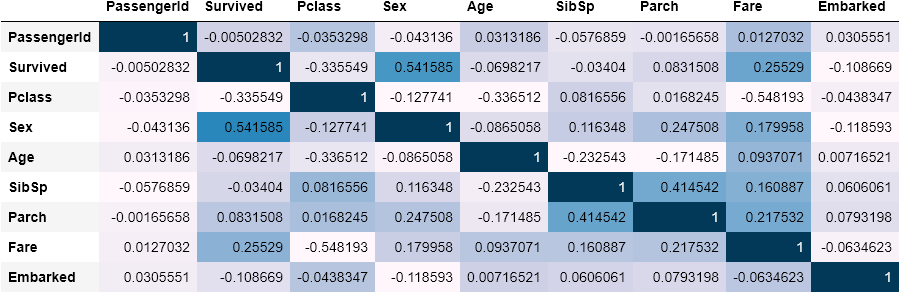 PassengerId Survived Pclass Sex Age SibSp Parch Fare Embarked
PassengerId 1 -0.00502832 -0.0353298 -0.043136 0.0313186 -0.0576859 -0.00165658 0.0127032 0.0305551
Survived -0.00502832 1 -0.335549 0.541585 -0.0698217 -0.03404 0.0831508 0.25529 -0.108669
Pclass -0.0353298 -0.335549 1 -0.127741 -0.336512 0.0816556 0.0168245 -0.548193 -0.0438347
Sex -0.043136 0.541585 -0.127741 1 -0.0865058 0.116348 0.247508 0.179958 -0.118593
Age 0.0313186 -0.0698217 -0.336512 -0.0865058 1 -0.232543 -0.171485 0.0937071 0.00716521
SibSp -0.0576859 -0.03404 0.0816556 0.116348 -0.232543 1 0.414542 0.160887 0.0606061
Parch -0.00165658 0.0831508 0.0168245 0.247508 -0.171485 0.414542 1 0.217532 0.0793198
Fare 0.0127032 0.25529 -0.548193 0.179958 0.0937071 0.160887 0.217532 1 -0.0634623
Embarked 0.0305551 -0.108669 -0.0438347 -0.118593 0.00716521 0.0606061 0.0793198 -0.0634623 1